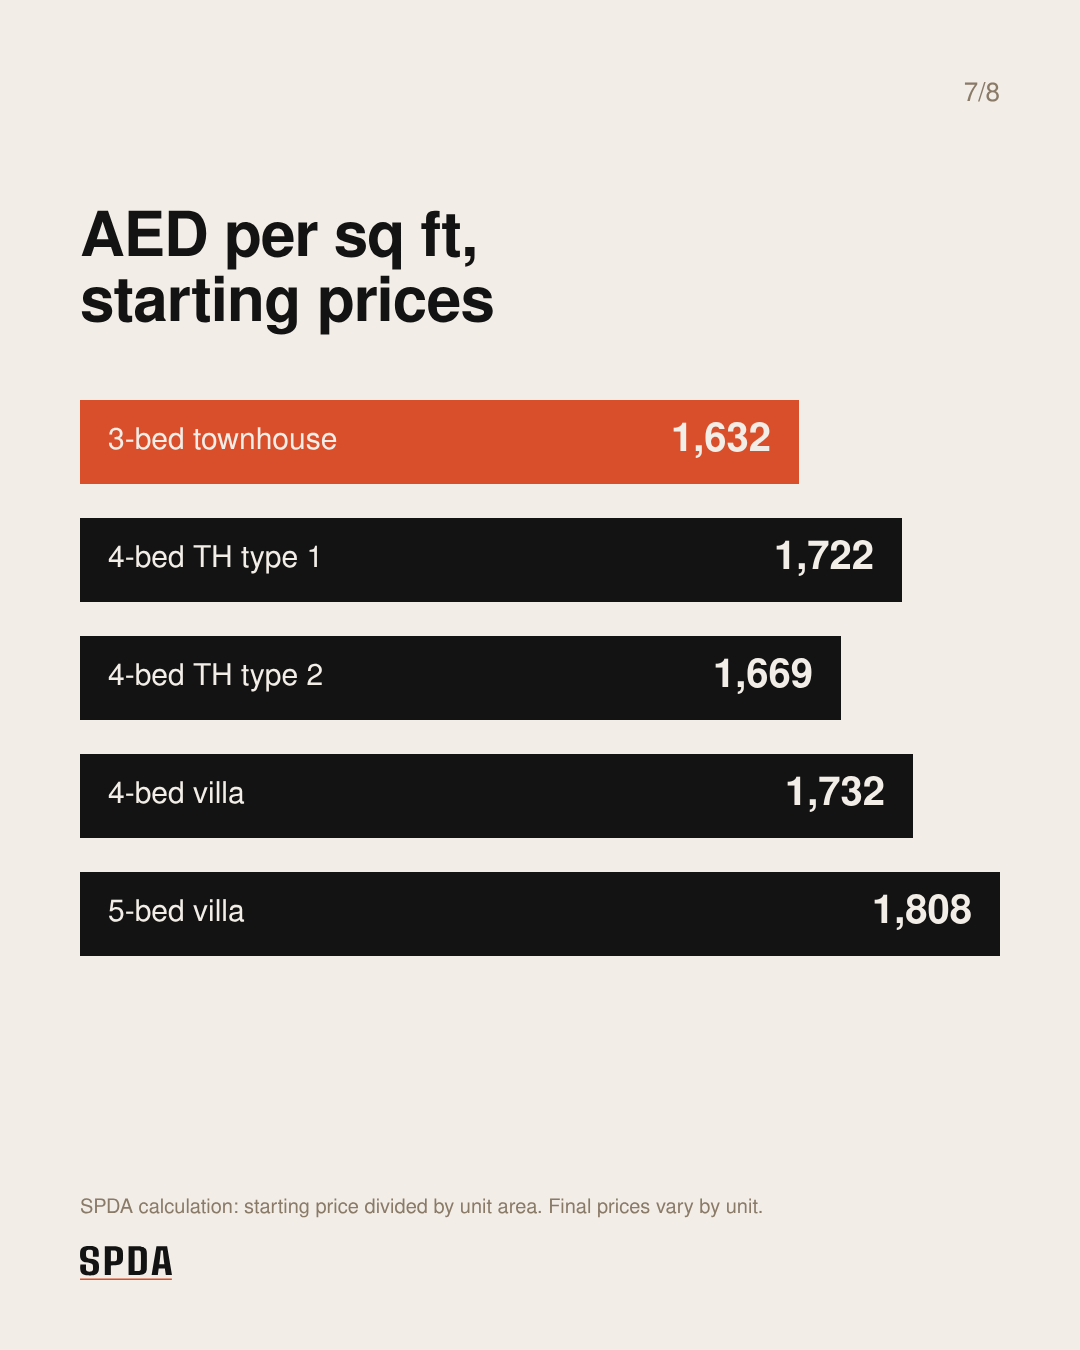 7/8
AED per sq ft,
starting prices
3-bed townhouse 1,632
4-bed TH type 1 1,722
4-bed TH type 2 1,669
4-bed villa 1,732
5-bed villa 1,808
SPDA calculation: starting price divided by unit area. Final prices vary by unit.
SPDA